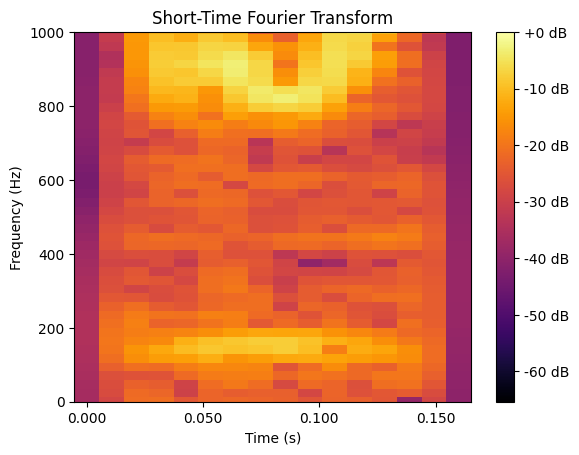 Short-Time Fourier Transform
Frequency (Hz)
1000
800
600
400
200
0
0.000 0.050 0.100 0.150
Time (s)
+0 dB
-10 dB
-20 dB
-30 dB
-40 dB
-50 dB
-60 dB